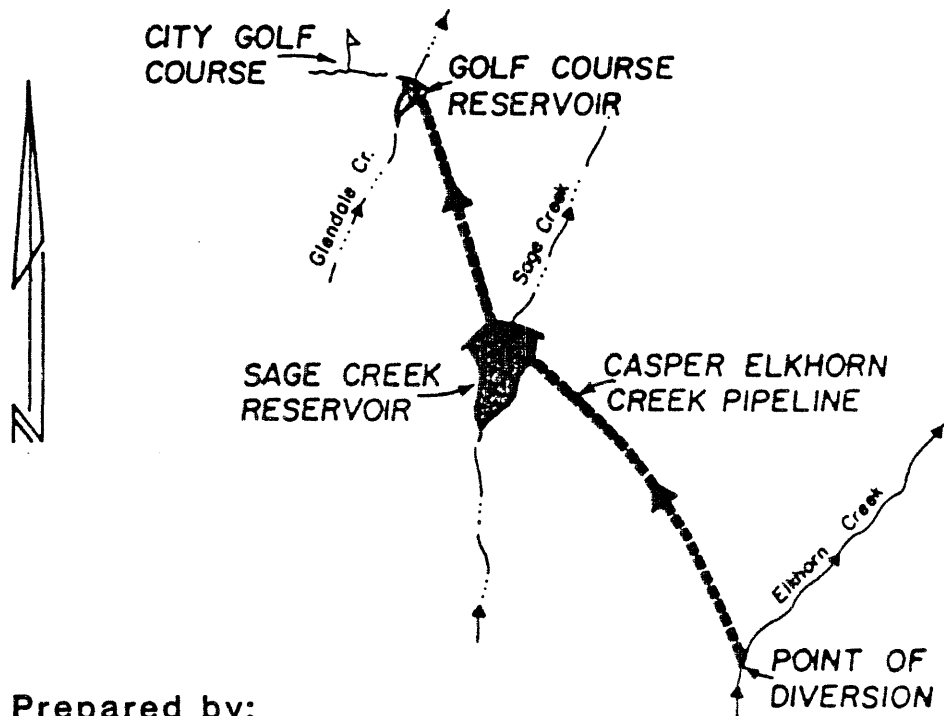 CITY GOLF
COURSE
GOLF COURSE
RESERVOIR
Glendale Cr.
Sage Creek
SAGE CREEK
RESERVOIR
CASPER ELKHORN
CREEK PIPELINE
Elkhorn Creek
POINT OF
DIVERSION
N
Prepared by: